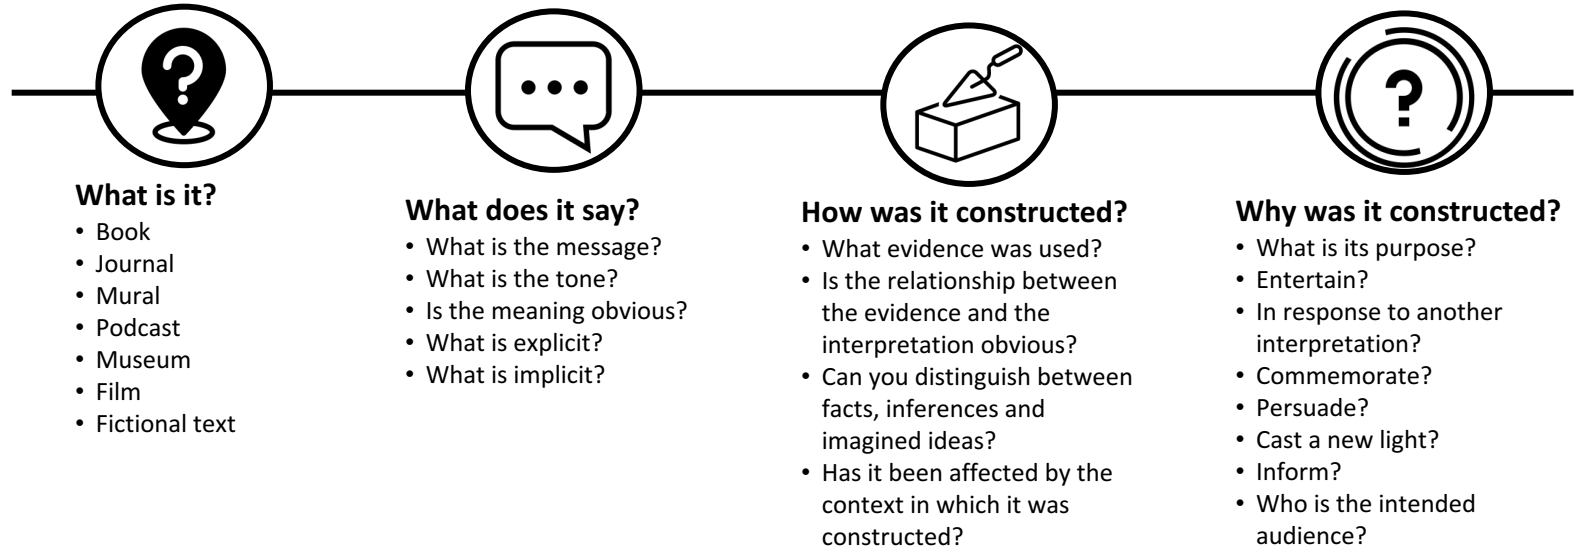 What is it?
• Book
• Journal
• Mural
• Podcast
• Museum
• Film
• Fictional text
What does it say?
• What is the message?
• What is the tone?
• Is the meaning obvious?
• What is explicit?
• What is implicit?
How was it constructed?
• What evidence was used?
• Is the relationship between
the evidence and the
interpretation obvious?
• Can you distinguish between
facts, inferences and
imagined ideas?
• Has it been affected by the
context in which it was
constructed?
Why was it constructed?
• What is its purpose?
• Entertain?
• In response to another
interpretation?
• Commemorate?
• Persuade?
• Cast a new light?
• Inform?
• Who is the intended
audience?